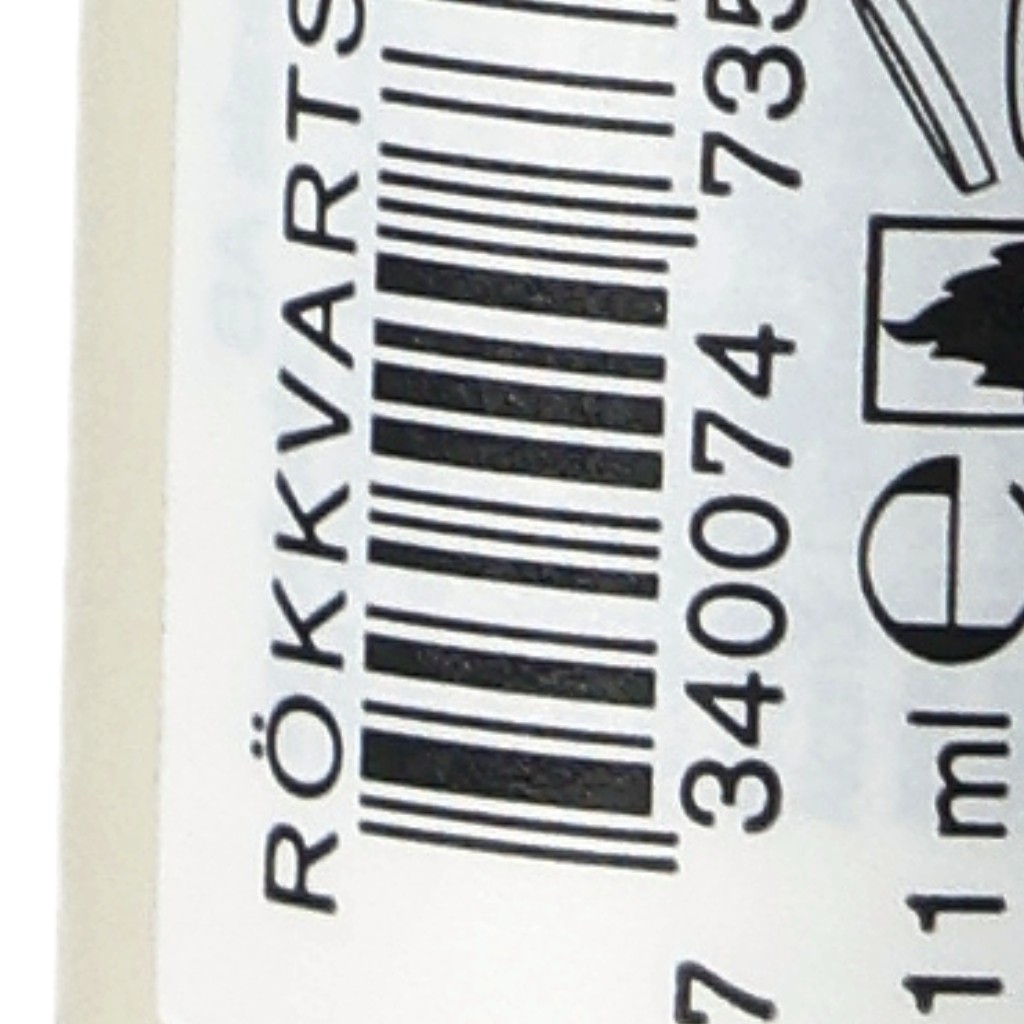 RÖKKVARTS
7 340074 735
e
11 ml